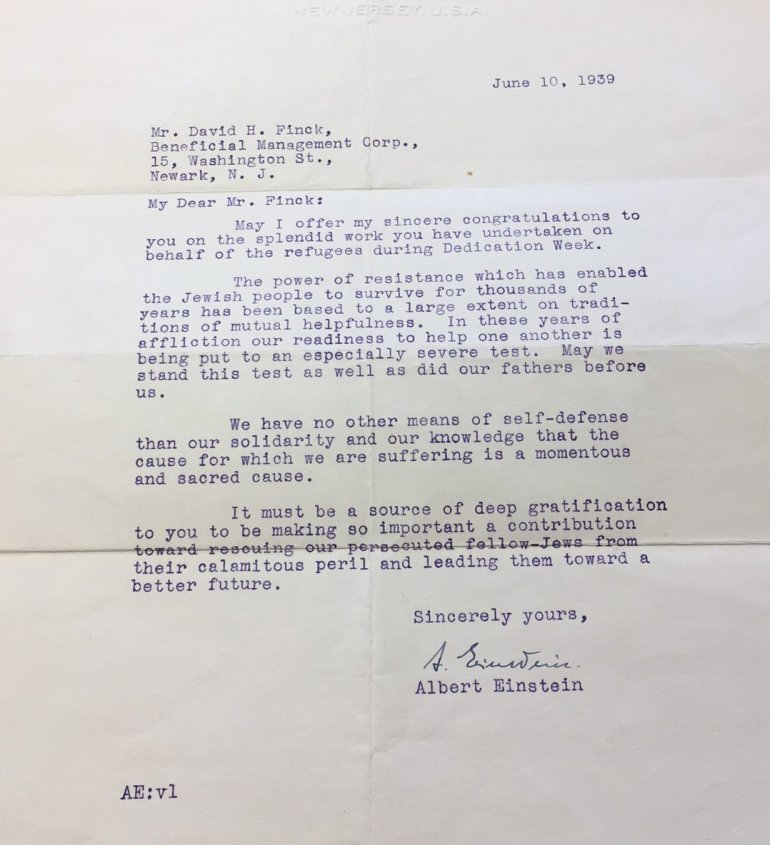 NEW JERSEY, U.S.A.
June 10, 1939
Mr. David H. Finck,
Beneficial Management Corp.,
15, Washington St.,
Newark, N. J.
My Dear Mr. Finck:
May I offer my sincere congratulations to
you on the splendid work you have undertaken on
behalf of the refugees during Dedication Week.
The power of resistance which has enabled
the Jewish people to survive for thousands of
years has been based to a large extent on tradi-
tions of mutual helpfulness. In these years of
affliction our readiness to help one another is
being put to an especially severe test. May we
stand this test as well as did our fathers before
us.
We have no other means of self-defense
than our solidarity and our knowledge that the
cause for which we are suffering is a momentous
and sacred cause.
It must be a source of deep gratification
to you to be making so important a contribution
toward rescuing our persecuted fellow-Jews from
their calamitous peril and leading them toward a
better future.
Sincerely yours,
A. Einstein.
Albert Einstein
AE:vl